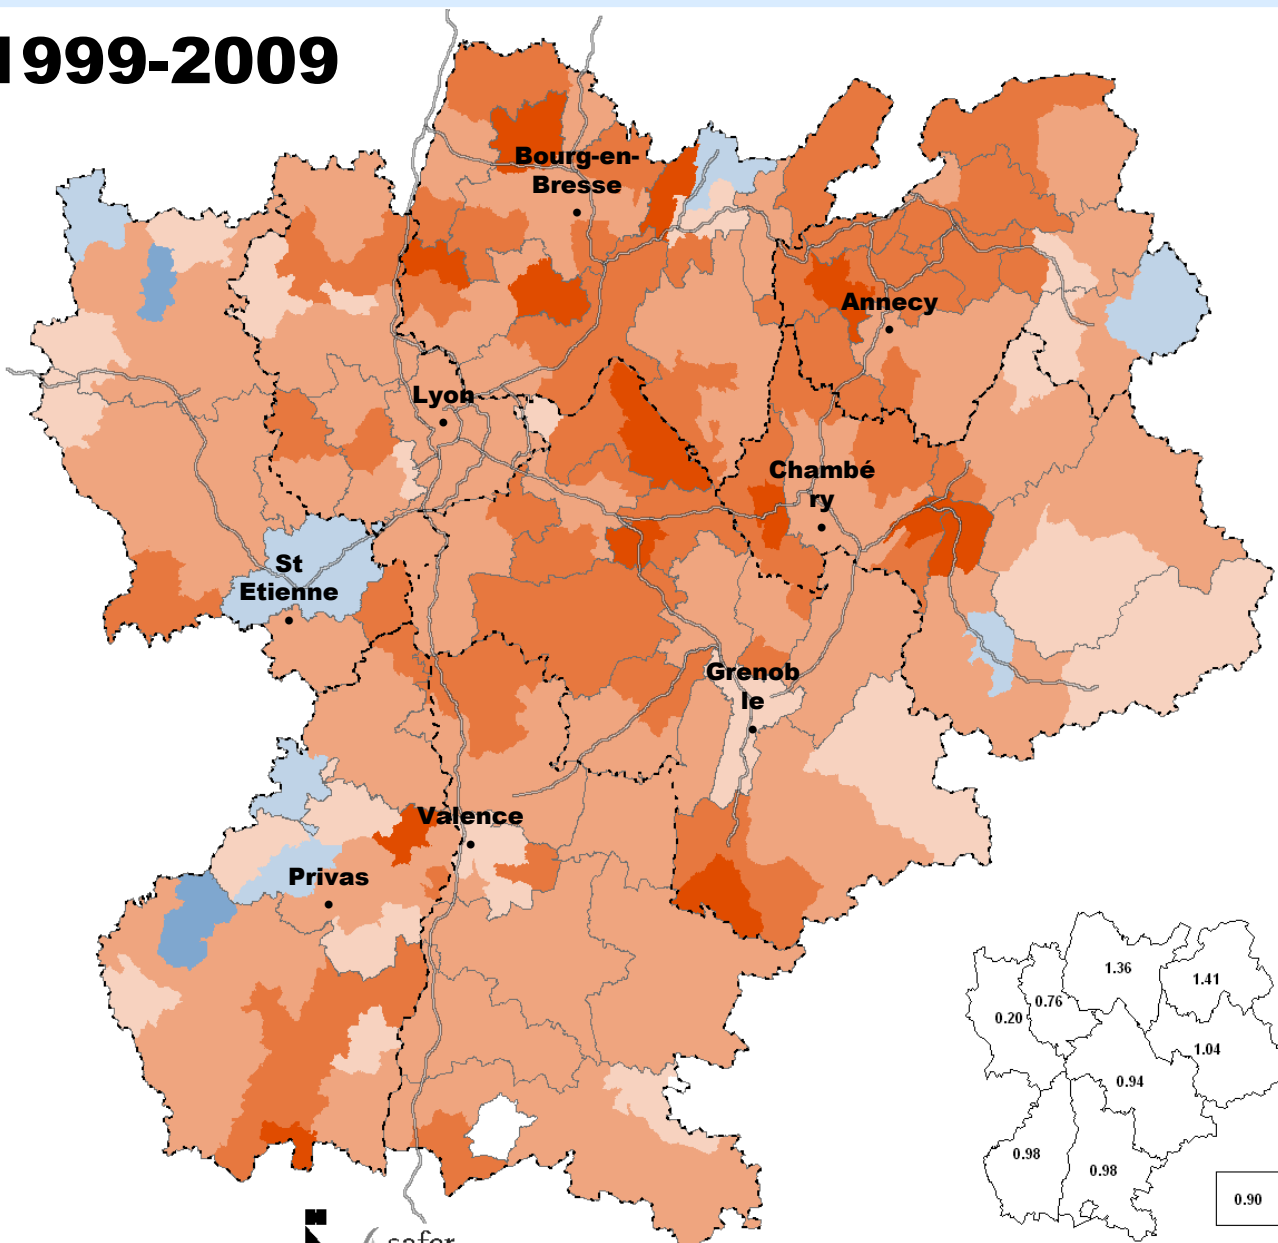 1999-2009
Bourg-en-
Bresse
Annecy
Lyon
Chambé
ry
St
Etienne
Grenob
le
Valence
Privas
1.36
1.41
0.76
0.20
1.04
0.94
0.98
0.98
0.90
safer